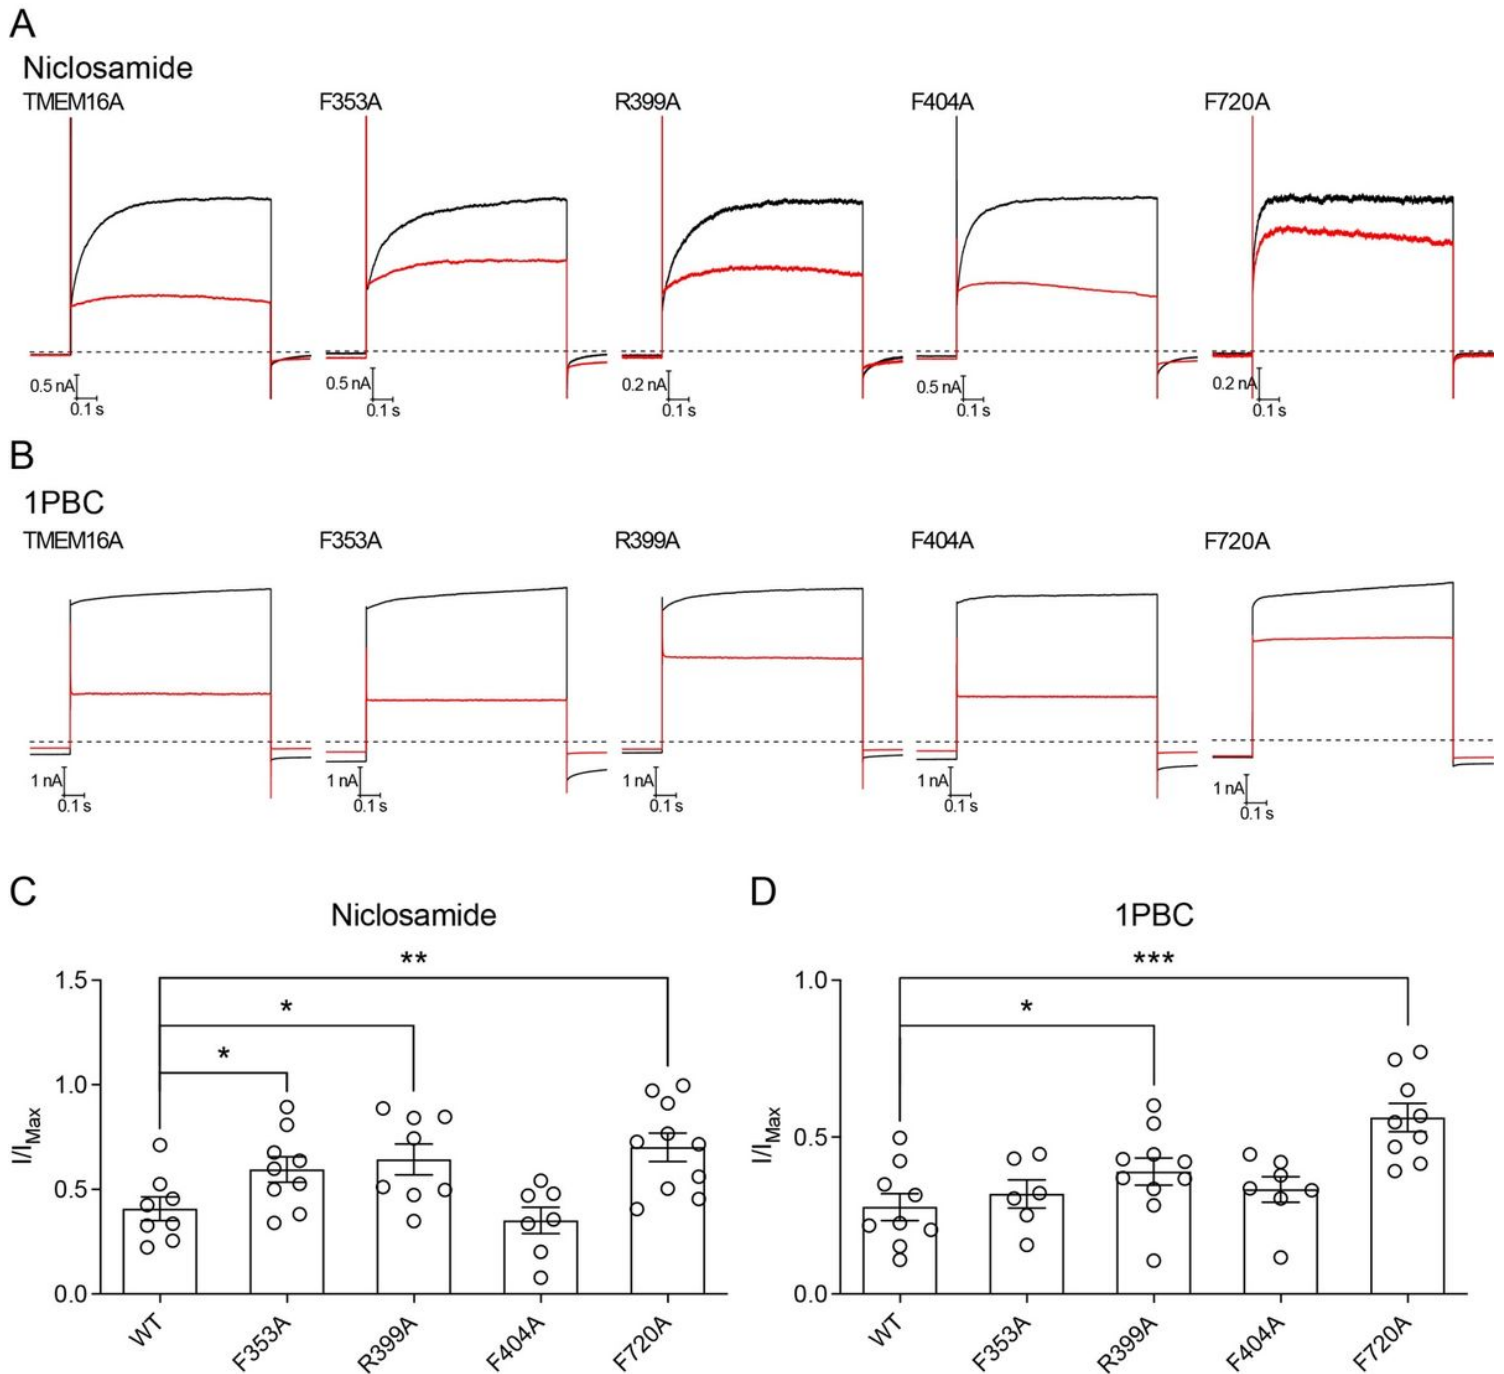 A
Niclosamide
TMEM16A F353A R399A F404A F720A
0.5 nA 0.5 nA 0.2 nA 0.5 nA 0.2 nA
0.1 s 0.1 s 0.1 s 0.1 s 0.1 s
B
1PBC
TMEM16A F353A R399A F404A F720A
1 nA 1 nA 1 nA 1 nA 1 nA
0.1 s 0.1 s 0.1 s 0.1 s 0.1 s
C
Niclosamide
**
*
*
1.5
1.0
0.5
0.0
I/IMax
WT F353A R399A F404A F720A
D
1PBC
***
*
1.0
0.5
0.0
I/IMax
WT F353A R399A F404A F720A